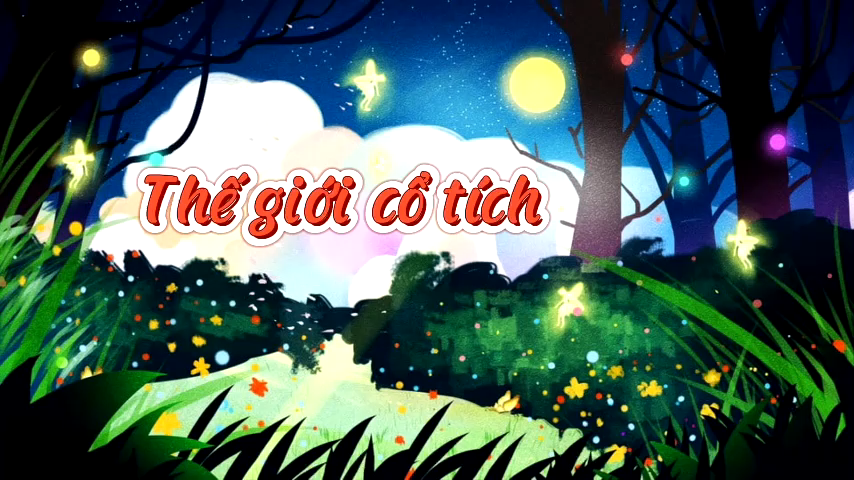 Thế giới cổ tích